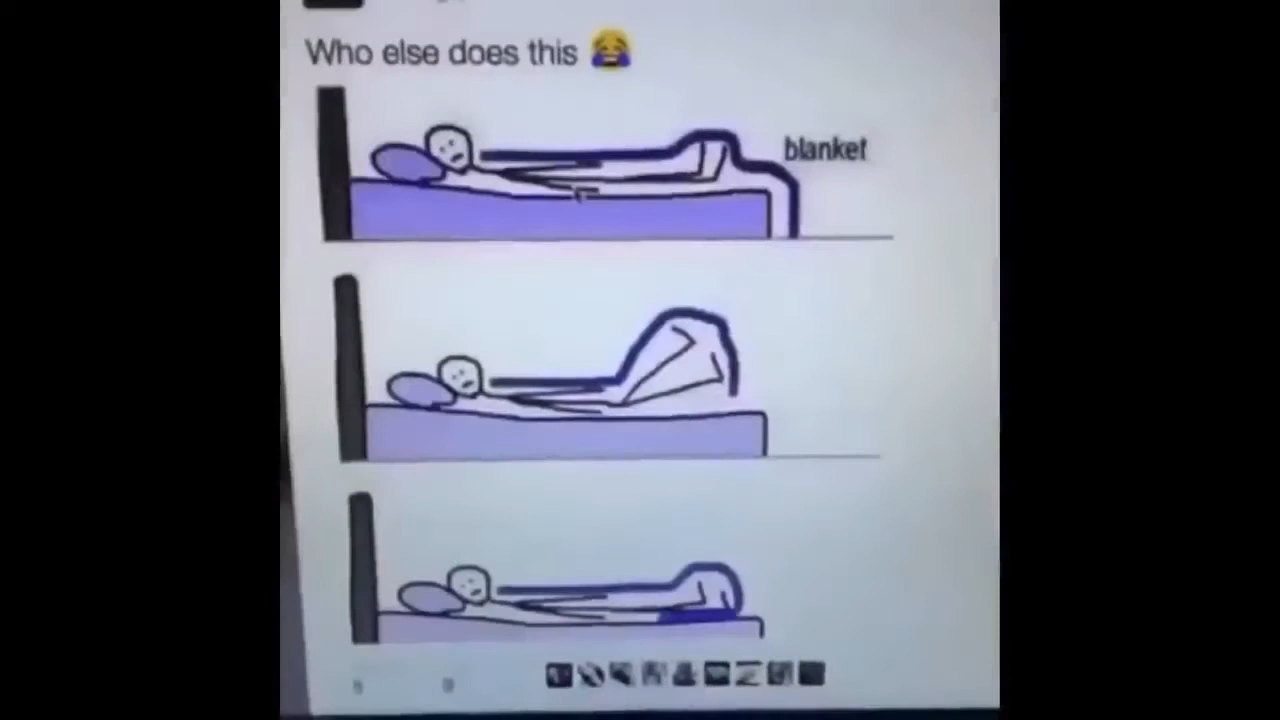 Who else does this 😂
blanket